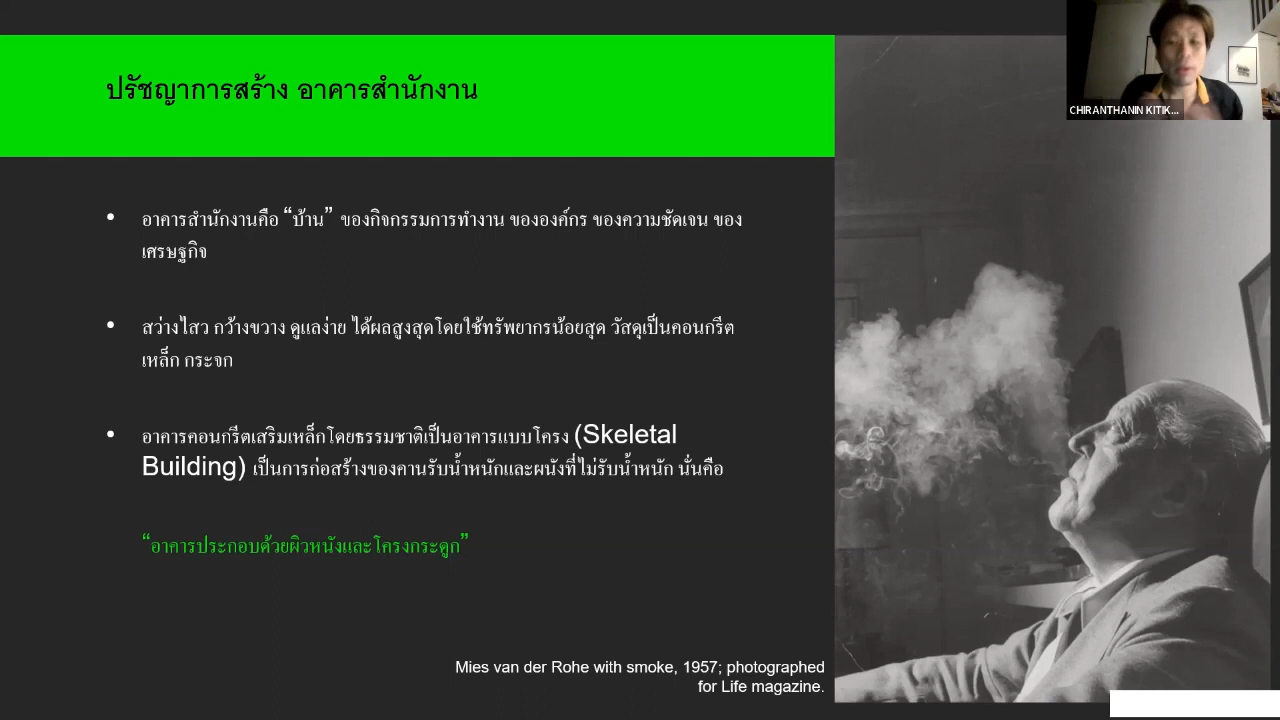 ปรัชญาการสร้าง อาคารสำนักงาน
CHIRANTHANIN KITIK...
• อาคารสำนักงานคือ “บ้าน” ของกิจกรรมการทำงาน ขององค์กร ของความชัดเจน ของ
เศรษฐกิจ
• สว่างไสว กว้างขวาง ดูแลง่าย ได้ผลสูงสุดโดยใช้ทรัพยากรน้อยสุด วัสดุเป็นคอนกรีต
เหล็ก กระจก
• อาคารคอนกรีตเสริมเหล็กโดยธรรมชาติเป็นอาคารแบบโครง (Skeletal
Building) เป็นการก่อสร้างของคานรับน้ำหนักและผนังที่ไม่รับน้ำหนัก นั่นคือ
“อาคารประกอบด้วยผิวหนังและโครงกระดูก”
Mies van der Rohe with smoke, 1957; photographed
for Life magazine.